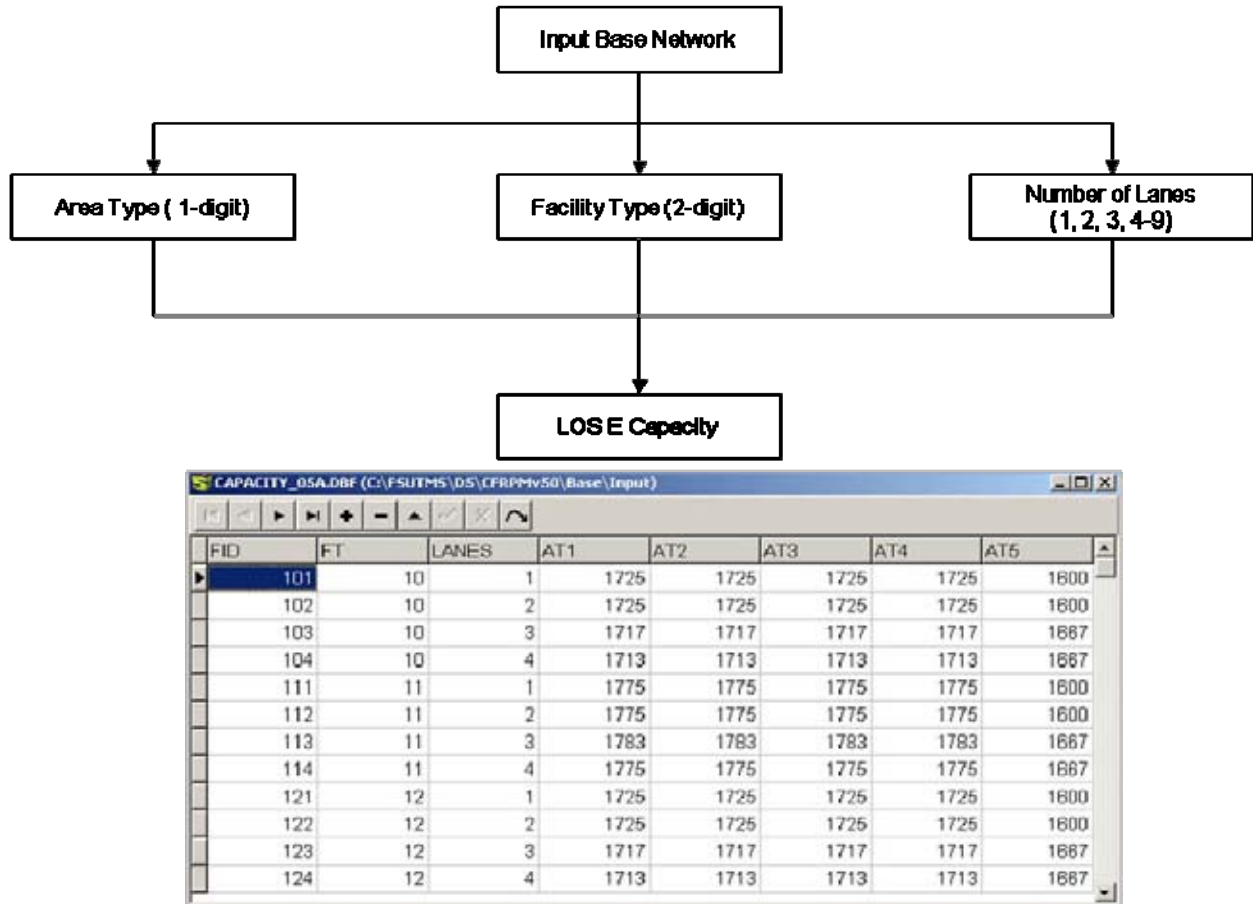 Input Base Network
Area Type ( 1-digit)
Facility Type (2-digit)
Number of Lanes
(1, 2, 3, 4-9)
LOS E Capacity
CAPACITY_05A.DBF (C:\FSUTMS\D5\CFRPMv50\Base\Input)
FID FT LANES AT1 AT2 AT3 AT4 AT5
101 10 1 1725 1725 1725 1725 1600
102 10 2 1725 1725 1725 1725 1600
103 10 3 1717 1717 1717 1717 1667
104 10 4 1713 1713 1713 1713 1667
111 11 1 1775 1775 1775 1775 1600
112 11 2 1775 1775 1775 1775 1600
113 11 3 1783 1783 1783 1783 1667
114 11 4 1775 1775 1775 1775 1667
121 12 1 1725 1725 1725 1725 1600
122 12 2 1725 1725 1725 1725 1600
123 12 3 1717 1717 1717 1717 1667
124 12 4 1713 1713 1713 1713 1667